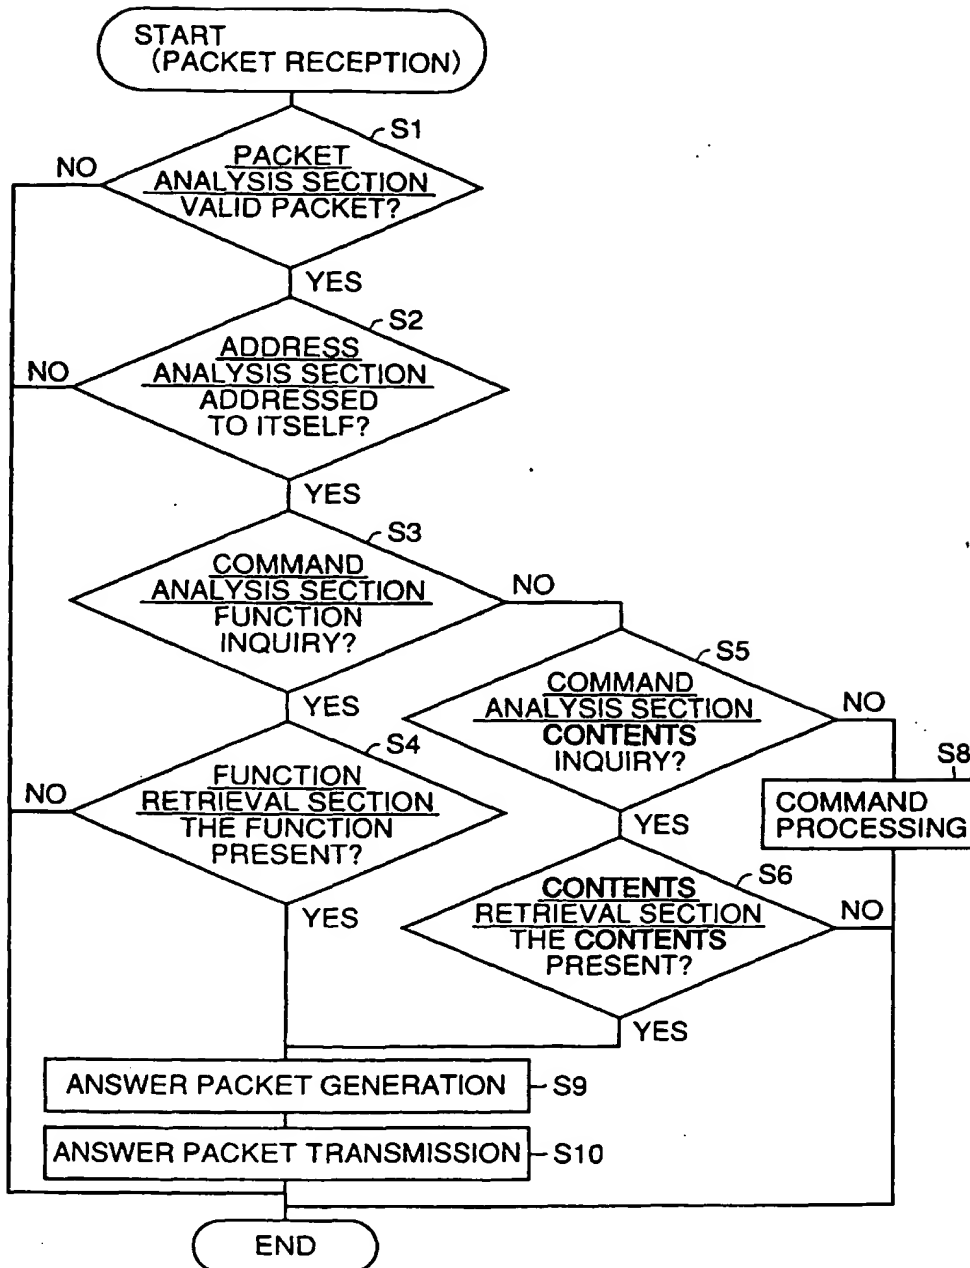 START
(PACKET RECEPTION)
S1
NO
PACKET
ANALYSIS SECTION
VALID PACKET?
YES
S2
NO
ADDRESS
ANALYSIS SECTION
ADDRESSED
TO ITSELF?
YES
S3
COMMAND
ANALYSIS SECTION
FUNCTION
INQUIRY?
NO
YES
S5
COMMAND
ANALYSIS SECTION
CONTENTS
INQUIRY?
NO
YES
S4
NO
FUNCTION
RETRIEVAL SECTION
THE FUNCTION
PRESENT?
YES
S8
COMMAND
PROCESSING
S6
CONTENTS
RETRIEVAL SECTION
THE CONTENTS
PRESENT?
NO
YES
ANSWER PACKET GENERATION
S9
ANSWER PACKET TRANSMISSION
S10
END